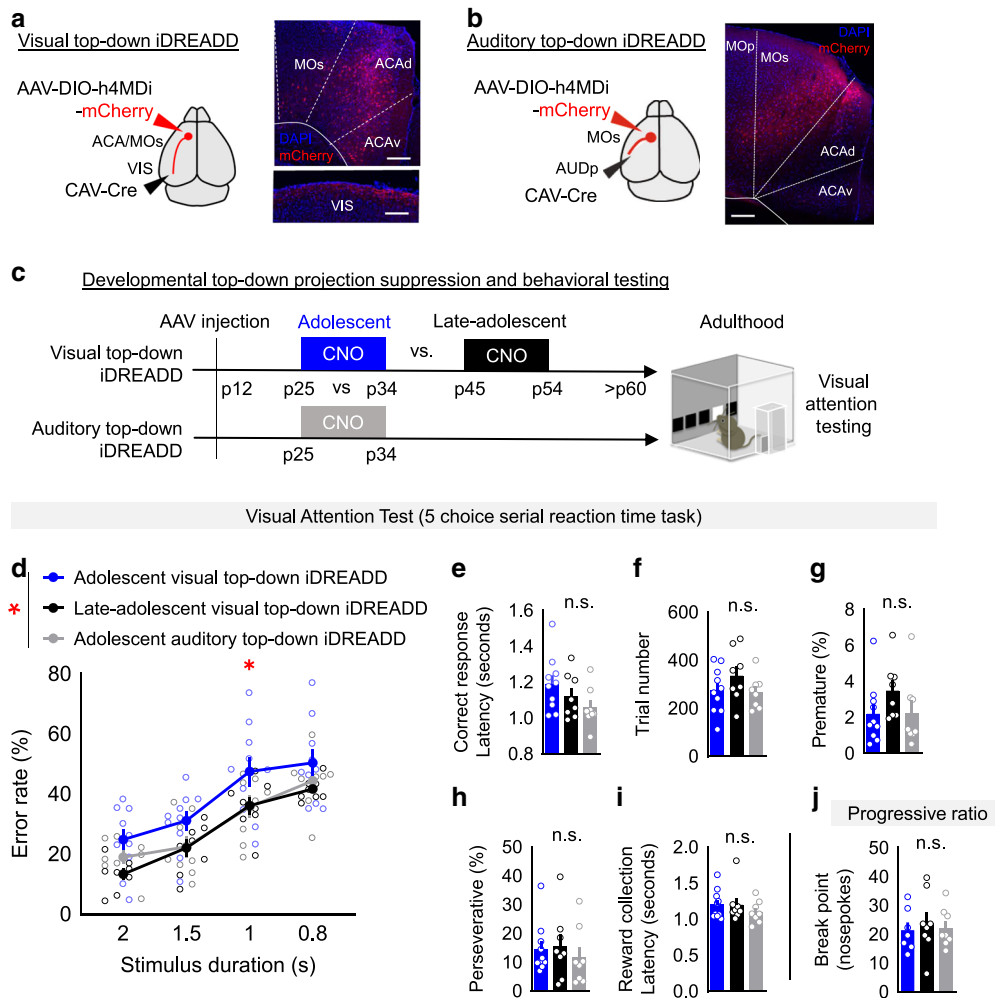 a
Visual top-down iDREADD
AAV-DIO-h4MDi
-mCherry
ACA/MOs
VIS
CAV-Cre
MOs
ACAd
ACAv
DAPI
mCherry
VIS
b
Auditory top-down iDREADD
AAV-DIO-h4MDi
-mCherry
MOs
AUDp
CAV-Cre
DAPI
mCherry
MOp
MOs
ACAd
ACAv
c
Developmental top-down projection suppression and behavioral testing
AAV injection
Adolescent
Late-adolescent
Adulthood
Visual top-down
iDREADD
CNO
vs.
CNO
p12
p25
vs
p34
p45
p54
>p60
Auditory top-down
iDREADD
CNO
p25
p34
Visual
attention
testing
Visual Attention Test (5 choice serial reaction time task)
d
*
Adolescent visual top-down iDREADD
Late-adolescent visual top-down iDREADD
Adolescent auditory top-down iDREADD
*
Error rate (%)
80
60
40
20
0
2
1.5
1
0.8
Stimulus duration (s)
e
n.s.
Correct response
Latency (seconds)
1.6
1.4
1.2
1.0
0.8
f
n.s.
Trial number
600
400
200
0
g
n.s.
Premature (%)
8
6
4
2
0
h
n.s.
Perseverative (%)
50
40
30
20
10
0
i
n.s.
Reward collection
Latency (seconds)
2.0
1.5
1.0
0.5
0.0
j
Progressive ratio
n.s.
Break point
(nosepokes)
50
40
30
20
10
0